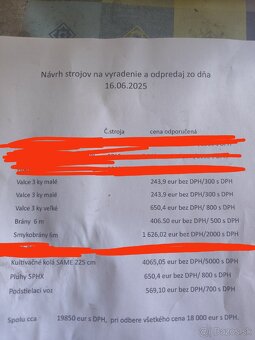 Návrh strojov na vyradenie a odpredaj zo dňa
16.06.2025
Č.stroja cena odporúčaná
Valce 3 ky malé 243,9 eur bez DPH/300 s DPH
Valce 3 ky malé 243,9 eur bez DPH/300 s DPH
Valce 3 ky veľké 650,4 eur bez DPH/ 800 s DPH
Brány 6 m 406.50 eur bez DPH/ 500 s DPH
Smykobrány 6m 1 626,02 eur bez DPH/2000 s DPH
Kultivačné kolá SAME 225 cm 4065,05 eur bez DPH/5000 s DPH
Pluhy 5PHX 650,4 eur bez DPH/ 800 s DPH
Podstielací voz 569,10 eur bez DPH/700 s DPH
Spolu cca : 19850 eur s DPH, pri odbere všetkého cena 18 000 eur s DPH.